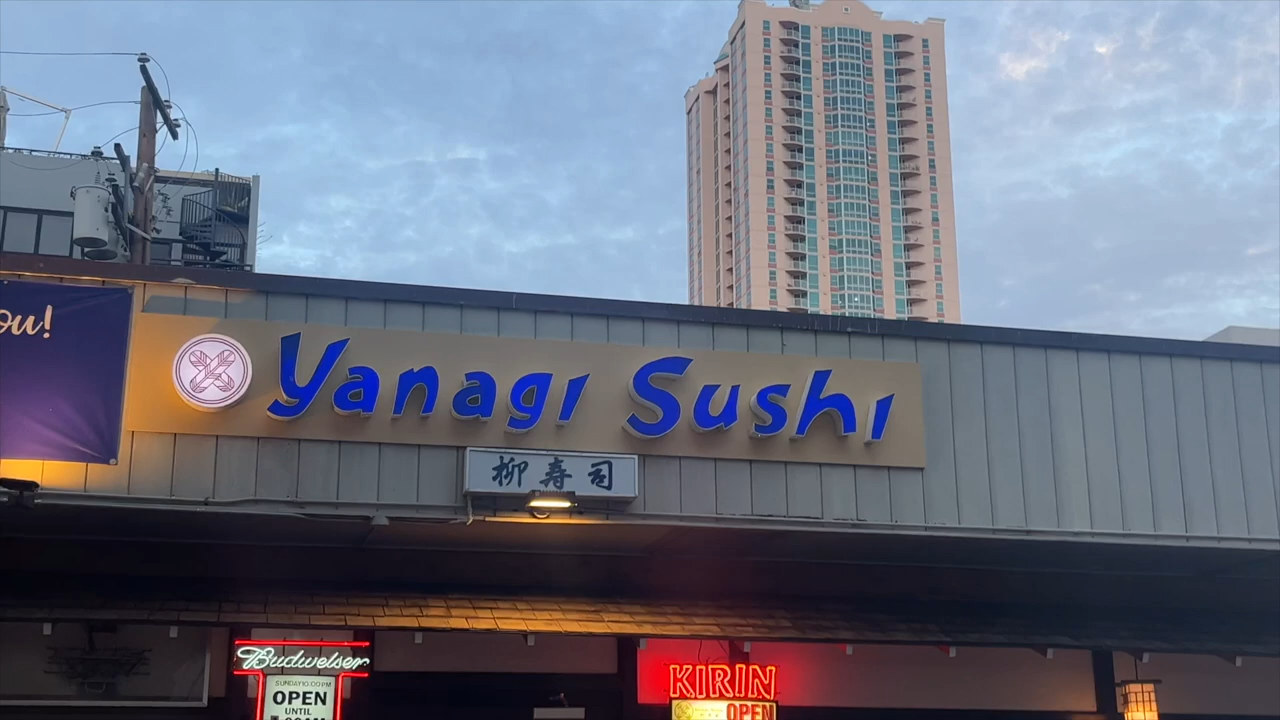 ou!
Yanagi Sushi
柳寿司
Budweiser
SUNDAY 10:00PM
OPEN
UNTIL
KIRIN
OPEN